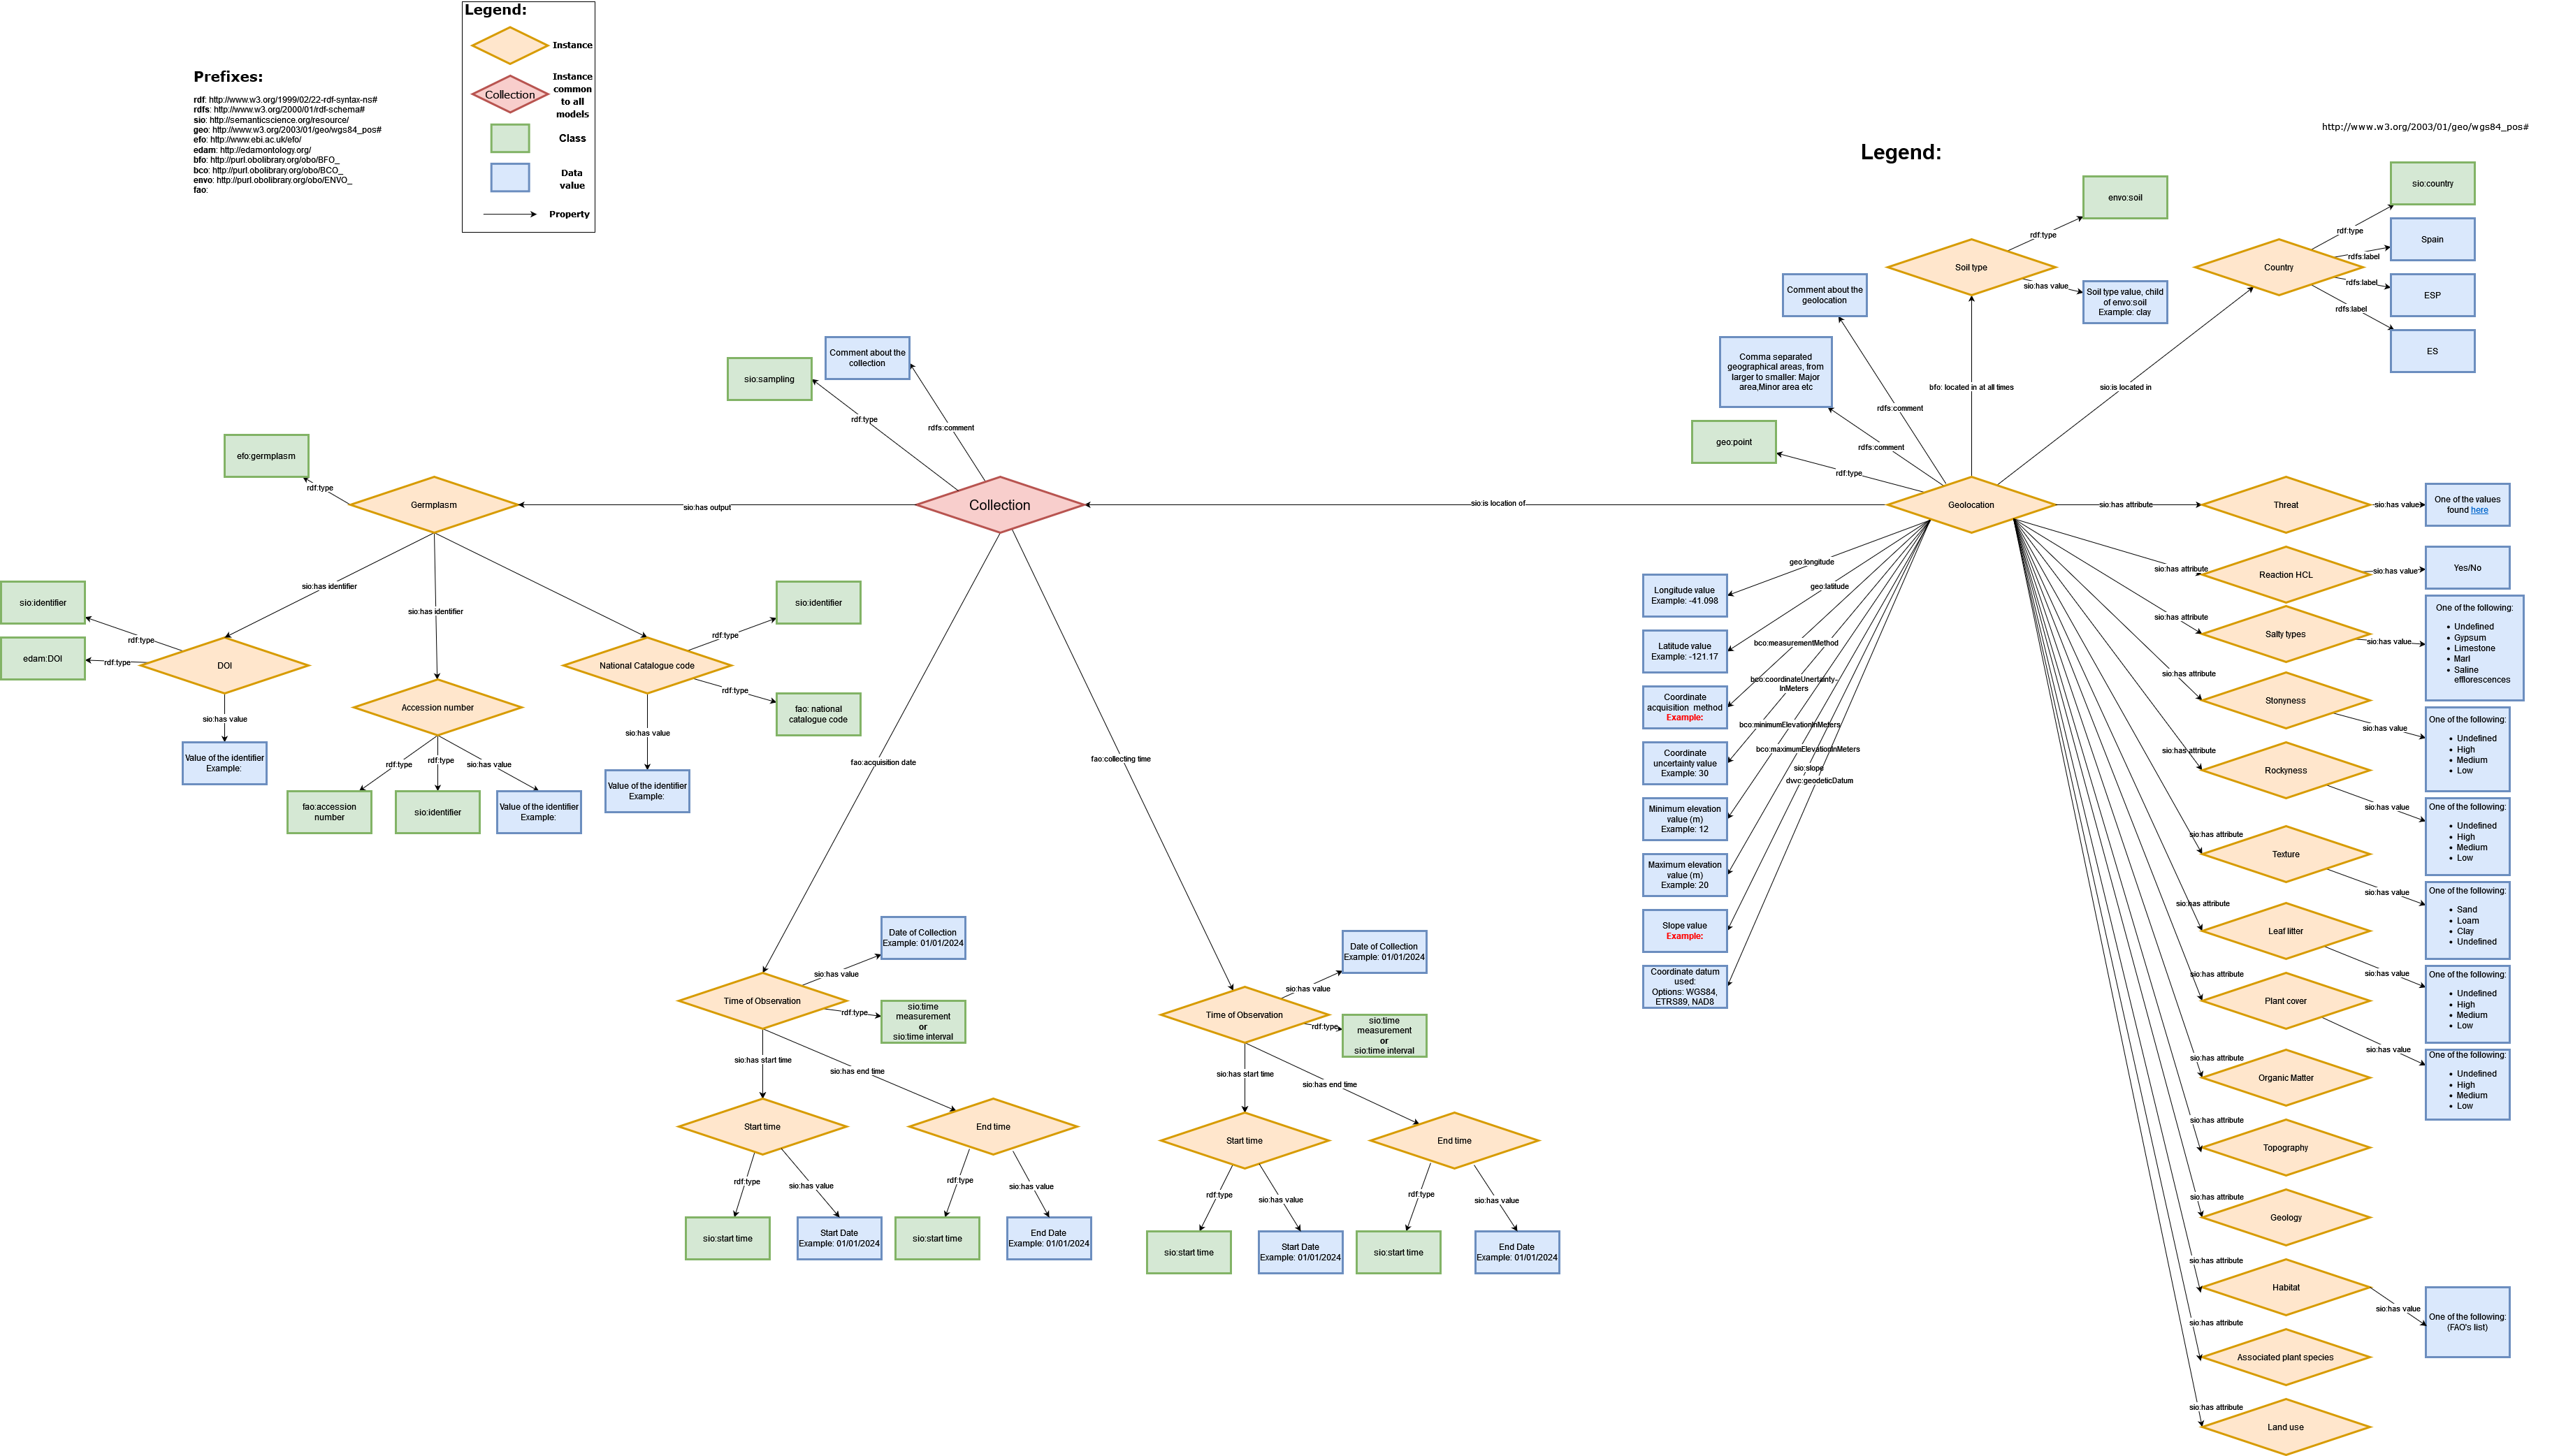 Legend:
Instance
Collection
Instance
common
to all
models
Class
Data
value
Property
Prefixes:
rdf: http://www.w3.org/1999/02/22-rdf-syntax-ns#
rdfs: http://www.w3.org/2000/01/rdf-schema#
sio: http://semanticscience.org/resource/
geo: http://www.w3.org/2003/01/geo/wgs84_pos#
efo: http://www.ebi.ac.uk/efo/
edam: http://edamontology.org/
bfo: http://purl.obolibrary.org/obo/BFO_
bco: http://purl.obolibrary.org/obo/BCO_
envo: http://purl.obolibrary.org/obo/ENVO_
fao:
http://www.w3.org/2003/01/geo/wgs84_pos#
Legend:
envo:soil
rdf:type
Soil type
sio:has value
Soil type value, child
of envo:soil
Example: clay
sio:country
rdf:type
Spain
rdfs:label
Country
rdfs:label
ESP
rdfs:label
ES
Comment about the
geolocation
Comma separated
geographical areas, from
larger to smaller: Major
area,Minor area etc
bfo: located in at all times
sio:is located in
rdfs:comment
rdfs:comment
geo:point
rdf:type
sio:sampling
Comment about the
collection
rdf:type
rdfs:comment
efo:germplasm
rdf:type
Germplasm
sio:has output
Collection
sio:is location of
Geolocation
sio:has attribute
Threat
sio:has value
One of the values
found here
sio:has identifier
sio:has identifier
sio:identifier
rdf:type
edam:DOI
rdf:type
DOI
sio:has value
Value of the identifier
Example:
Accession number
rdf:type
rdf:type
sio:has value
fao:accession
number
sio:identifier
Value of the identifier
Example:
sio:identifier
rdf:type
National Catalogue code
rdf:type
fao: national
catalogue code
sio:has value
Value of the identifier
Example:
fao:acquisition date
fao:collecting time
Date of Collection
Example: 01/01/2024
sio:has value
Time of Observation
rdf:type
sio:time
measurement
or
sio:time interval
sio:has start time
sio:has end time
Start time
End time
rdf:type
sio:has value
rdf:type
sio:has value
sio:start time
Start Date
Example: 01/01/2024
sio:start time
End Date
Example: 01/01/2024
Date of Collection
Example: 01/01/2024
sio:has value
Time of Observation
rdf:type
sio:time
measurement
or
sio:time interval
sio:has start time
sio:has end time
Start time
End time
rdf:type
sio:has value
rdf:type
sio:has value
sio:start time
Start Date
Example: 01/01/2024
sio:start time
End Date
Example: 01/01/2024
geo:longitude
Longitude value
Example: -41.098
geo:latitude
Latitude value
Example: -121.17
bco:measurementMethod
Coordinate
acquisition method
Example:
bco:coordinateUnertainty-
InMeters
Coordinate
uncertainty value
Example: 30
bco:minimumElevationInMeters
Minimum elevation
value (m)
Example: 12
bco:maximumElevationInMeters
Maximum elevation
value (m)
Example: 20
sio:slope
Slope value
Example:
dwc:geodeticDatum
Coordinate datum
used:
Options: WGS84,
ETRS89, NAD8
sio:has attribute
Reaction HCL
sio:has value
Yes/No
sio:has attribute
Salty types
sio:has value
One of the following:
• Undefined
• Gypsum
• Limestone
• Marl
• Saline
efflorescences
sio:has attribute
Stonyness
sio:has value
One of the following:
• Undefined
• High
• Medium
• Low
sio:has attribute
Rockyness
sio:has value
One of the following:
• Undefined
• High
• Medium
• Low
sio:has attribute
Texture
sio:has value
One of the following:
• Sand
• Loam
• Clay
• Undefined
sio:has attribute
Leaf litter
sio:has value
One of the following:
• Undefined
• High
• Medium
• Low
sio:has attribute
Plant cover
sio:has value
One of the following:
• Undefined
• High
• Medium
• Low
sio:has attribute
Organic Matter
sio:has attribute
Topography
sio:has attribute
Geology
sio:has attribute
Habitat
sio:has value
One of the following:
(FAO's list)
sio:has attribute
Associated plant species
sio:has attribute
Land use